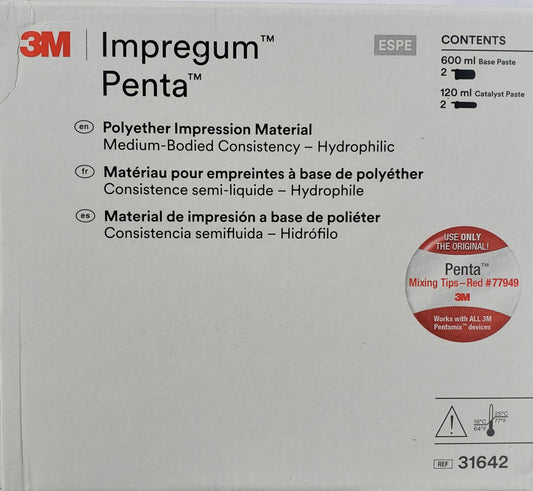 3M
Impregum™
Penta™
ESPE
CONTENTS
600 ml Base Paste
2
120 ml Catalyst Paste
2
en Polyether Impression Material
Medium-Bodied Consistency – Hydrophilic
fr Matériau pour empreintes à base de polyéther
Consistence semi-liquide – Hydrophile
es Material de impresión a base de poliéter
Consistencia semifluida – Hidrófilo
USE ONLY
THE ORIGINAL!
Penta™
Mixing Tips – Red #77949
3M
Works with ALL 3M
Pentamix™ devices
25°C
77°F
18°C
64°F
REF 31642